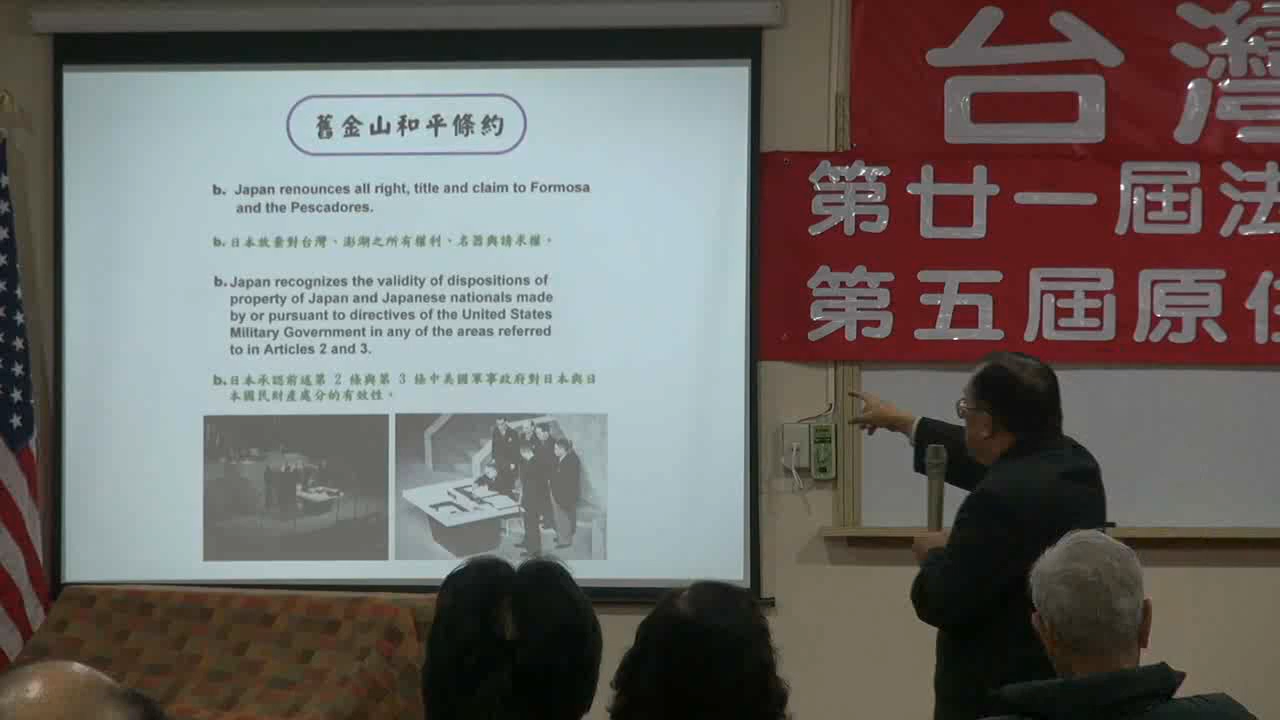 舊金山和平條約
b. Japan renounces all right, title and claim to Formosa
and the Pescadores.
b. 日本放棄對台灣、澎湖之所有權利、名器與請求權。
b. Japan recognizes the validity of dispositions of
property of Japan and Japanese nationals made
by or pursuant to directives of the United States
Military Government in any of the areas referred
to in Articles 2 and 3.
b. 日本承認前述第 2 條與第 3 條中美國軍事政府對日本與日
本國民財產處分的有效性。
台灣
第廿一屆法
第五屆原住